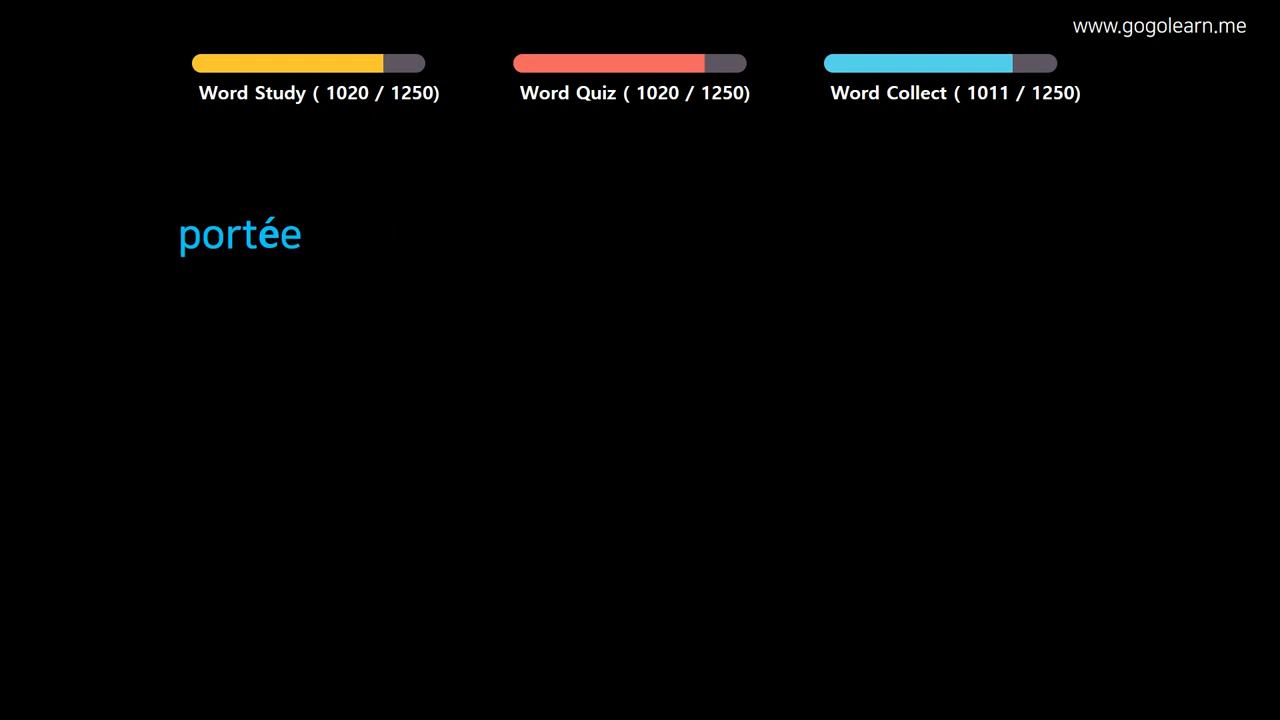 www.gogolearn.me
Word Study ( 1020 / 1250)
Word Quiz ( 1020 / 1250)
Word Collect ( 1011 / 1250)
portée